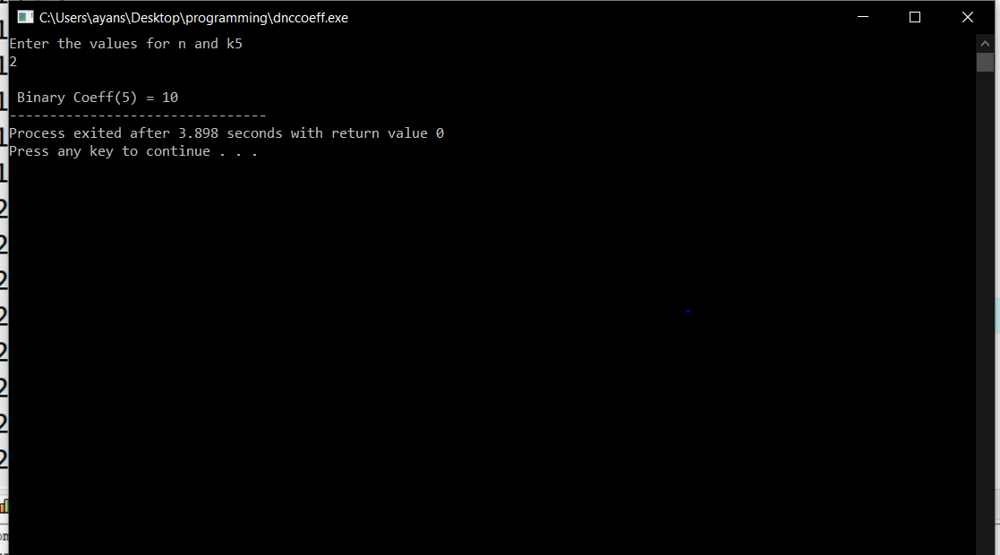 C:\Users\ayans\Desktop\programming\dnccoeff.exe
Enter the values for n and k5
2
Binary Coeff(5) = 10
--------------------------------
Process exited after 3.898 seconds with return value 0
Press any key to continue . . .